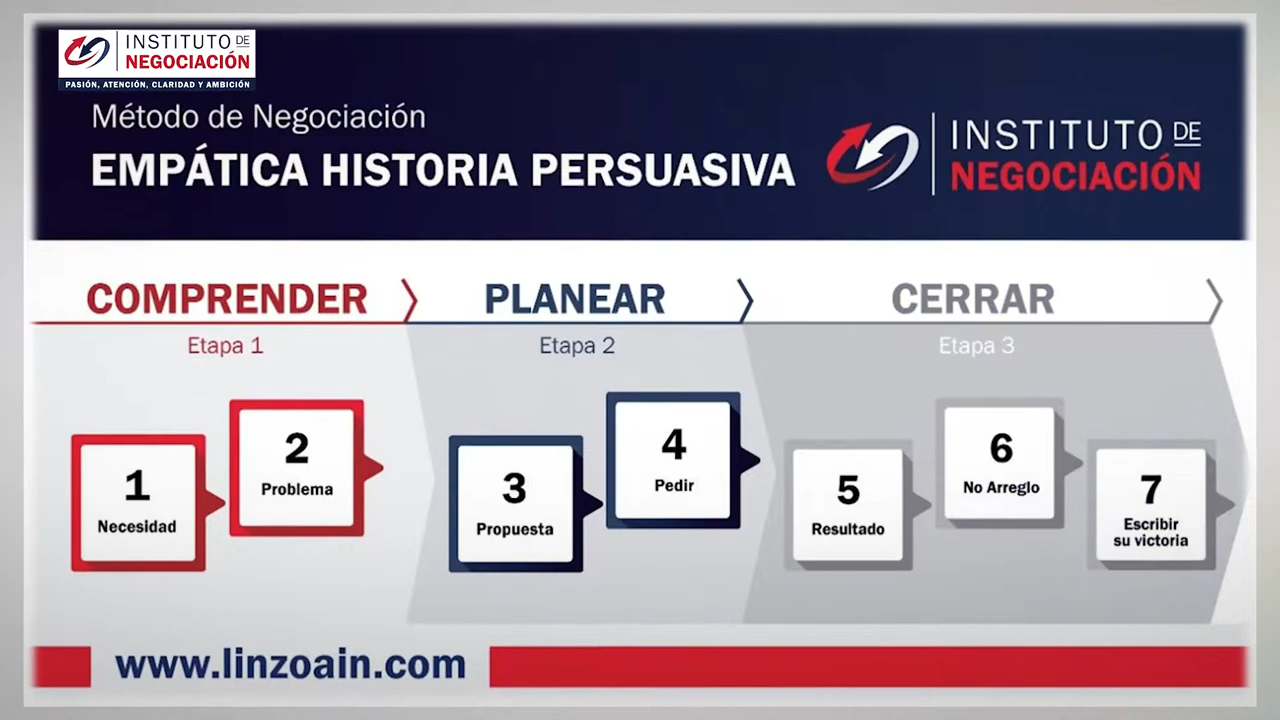 INSTITUTO DE
NEGOCIACIÓN
PASIÓN, ATENCIÓN, CLARIDAD Y AMBICIÓN
Método de Negociación
EMPÁTICA HISTORIA PERSUASIVA
INSTITUTO DE
NEGOCIACIÓN
COMPRENDER
Etapa 1
PLANEAR
Etapa 2
CERRAR
Etapa 3
1
Necesidad
2
Problema
3
Propuesta
4
Pedir
5
Resultado
6
No Arreglo
7
Escribir
su victoria
www.linzoain.com